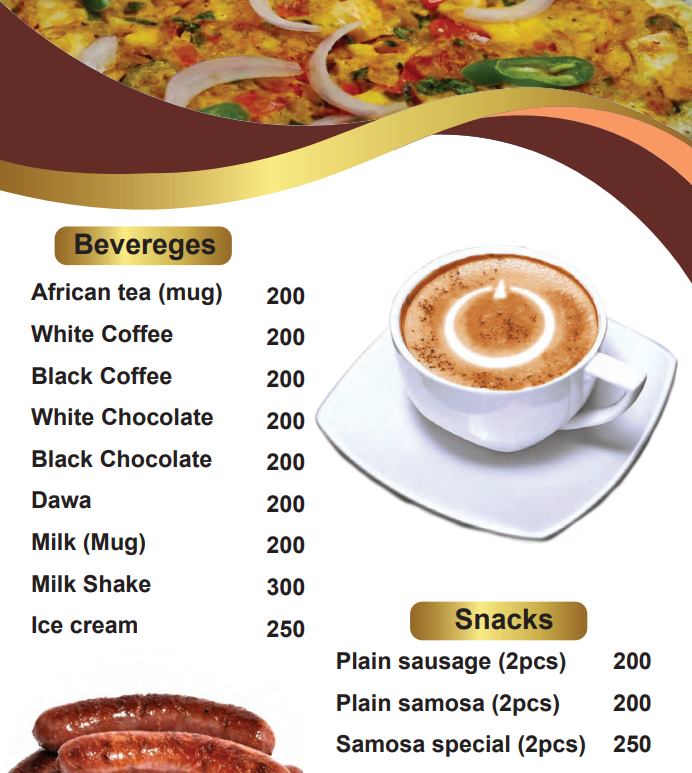 Bevereges
African tea (mug) 200
White Coffee 200
Black Coffee 200
White Chocolate 200
Black Chocolate 200
Dawa 200
Milk (Mug) 200
Milk Shake 300
Ice cream 250
Snacks
Plain sausage (2pcs) 200
Plain samosa (2pcs) 200
Samosa special (2pcs) 250